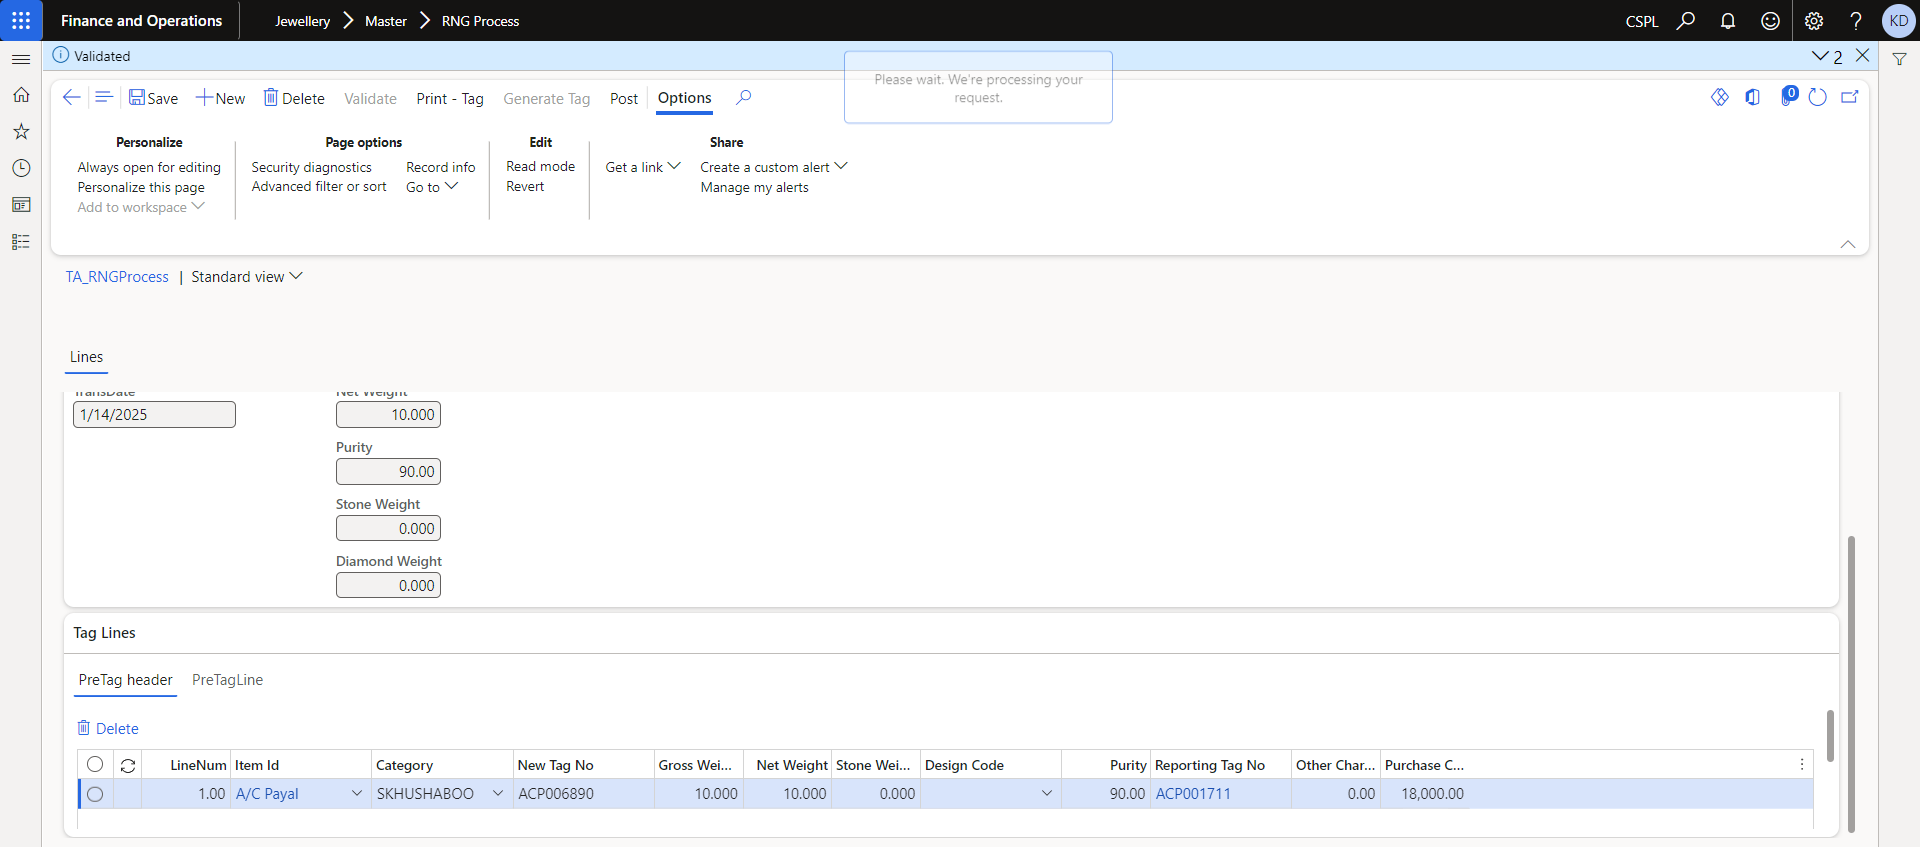 Finance and Operations
Jewellery > Master > RNG Process
CSPL
KD
Validated
2
Please wait. We're processing your
request.
Save
New
Delete
Validate
Print - Tag
Generate Tag
Post
Options
0
Personalize
Always open for editing
Personalize this page
Add to workspace
Page options
Security diagnostics
Advanced filter or sort
Record info
Go to
Edit
Read mode
Revert
Share
Get a link
Create a custom alert
Manage my alerts
TA_RNGProcess | Standard view
Lines
TransDate
1/14/2025
Net Weight
10.000
Purity
90.00
Stone Weight
0.000
Diamond Weight
0.000
Tag Lines
PreTag header
PreTagLine
Delete
LineNum Item Id Category New Tag No Gross Wei... Net Weight Stone Wei... Design Code Purity Reporting Tag No Other Char... Purchase C...
1.00 A/C Payal SKHUSHABOO ACP006890 10.000 10.000 0.000 90.00 ACP001711 0.00 18,000.00